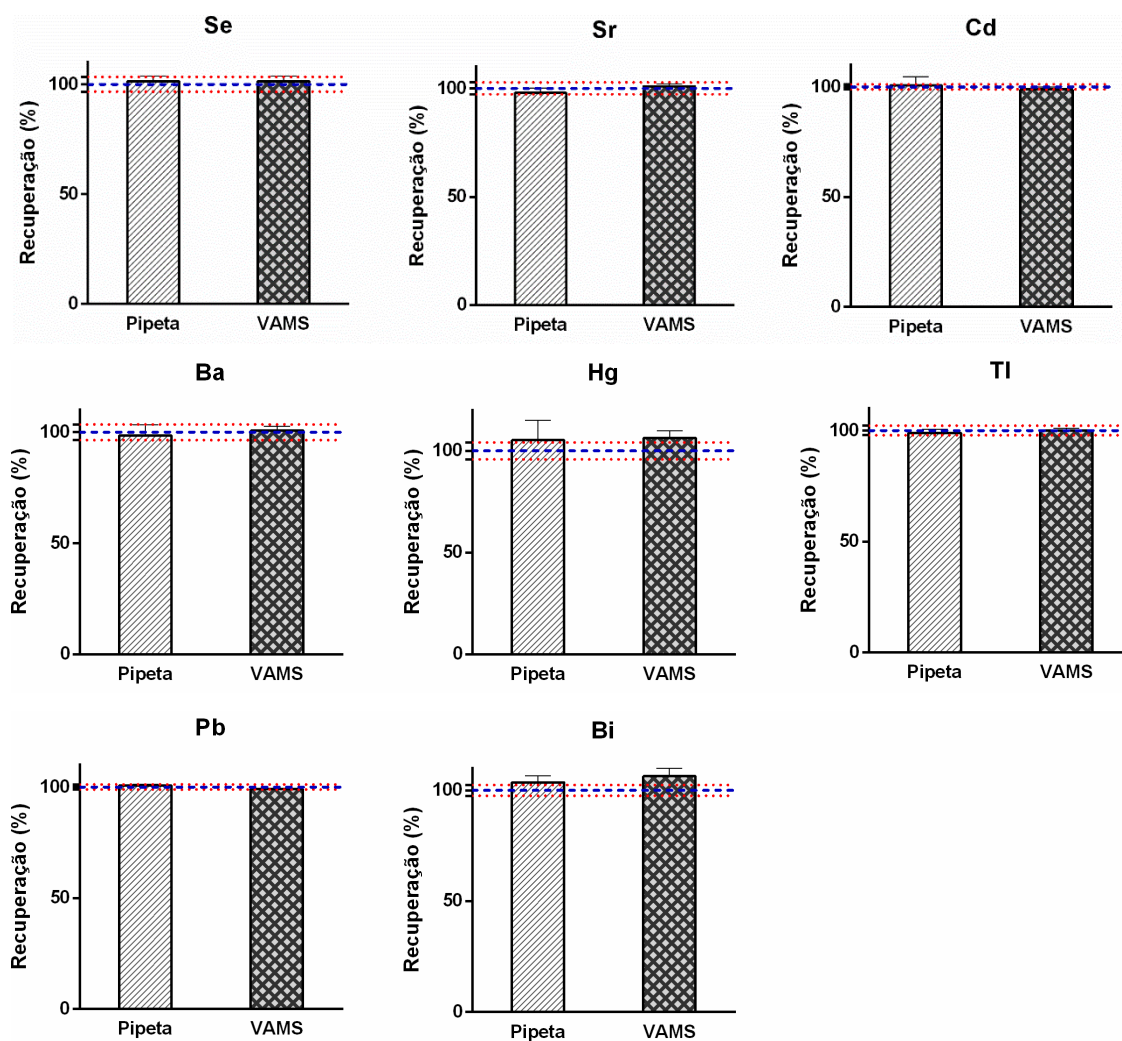 Se
Recuperação (%)
100
50
0
Pipeta VAMS
Sr
Recuperação (%)
100
50
0
Pipeta VAMS
Cd
Recuperação (%)
100
50
0
Pipeta VAMS
Ba
Recuperação (%)
100
50
0
Pipeta VAMS
Hg
Recuperação (%)
100
50
0
Pipeta VAMS
Tl
Recuperação (%)
100
50
0
Pipeta VAMS
Pb
Recuperação (%)
100
50
0
Pipeta VAMS
Bi
Recuperação (%)
100
50
0
Pipeta VAMS